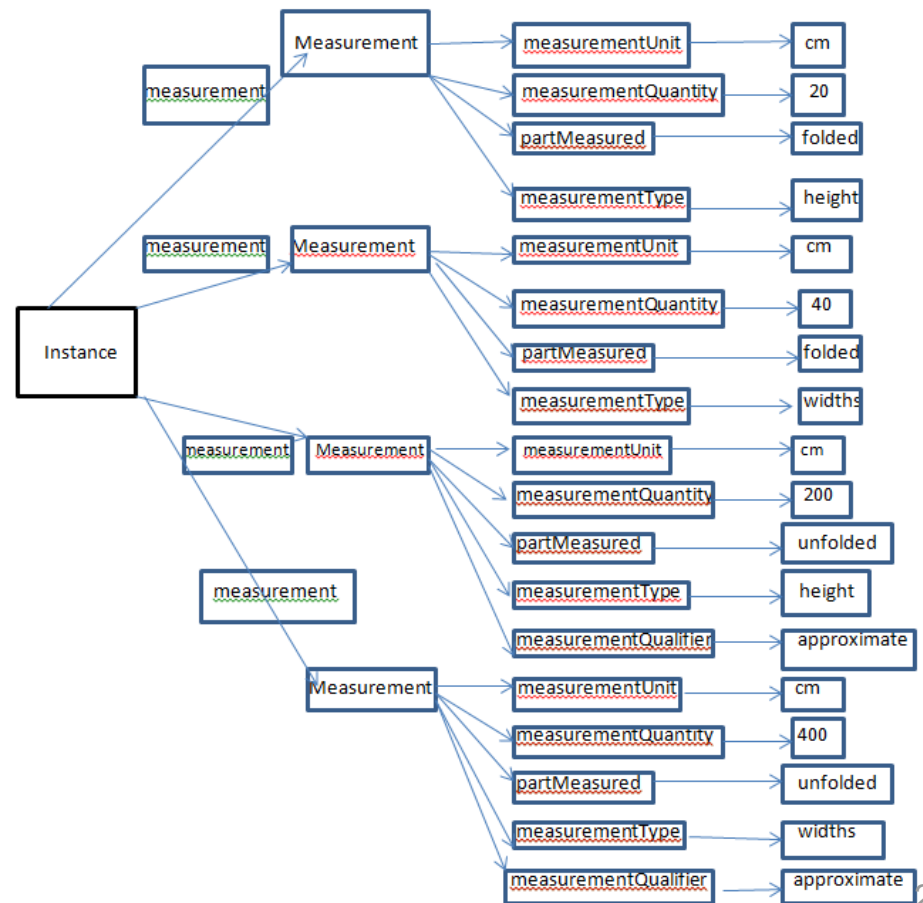 Measurement
measurementUnit
cm
measurement
measurementQuantity
20
partMeasured
folded
measurementType
height
measurement
Measurement
measurementUnit
cm
measurementQuantity
40
Instance
partMeasured
folded
measurementType
widths
measurement
Measurement
measurementUnit
cm
measurementQuantity
200
partMeasured
unfolded
measurement
measurementType
height
measurementQualifier
approximate
Measurement
measurementUnit
cm
measurementQuantity
400
partMeasured
unfolded
measurementType
widths
measurementQualifier
approximate